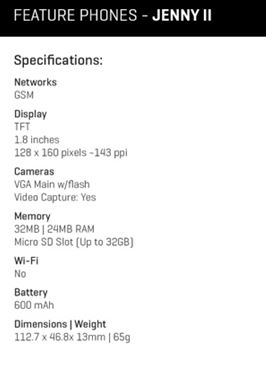 FEATURE PHONES - JENNY II
Specifications:
Networks
GSM
Display
TFT
1.8 inches
128 x 160 pixels ~143 ppi
Cameras
VGA Main w/flash
Video Capture: Yes
Memory
32MB | 24MB RAM
Micro SD Slot (Up to 32GB)
Wi-Fi
No
Battery
600 mAh
Dimensions | Weight
112.7 x 46.8x 13mm | 65g